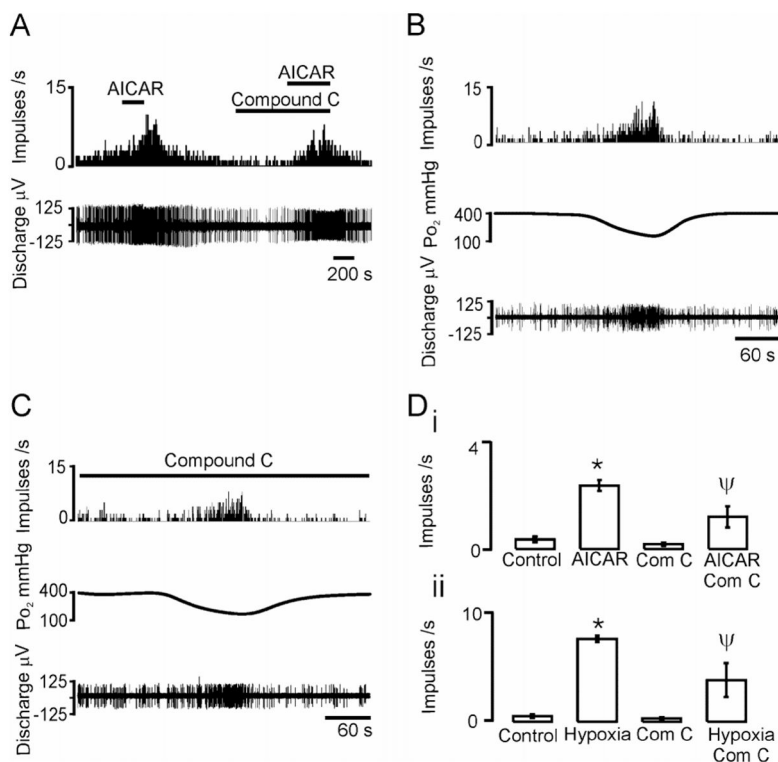 A
AICAR
AICAR
Compound C
15
0
Impulses /s
125
-125
Discharge µV
200 s
B
15
0
Impulses /s
400
100
Po2 mmHg
125
-125
Discharge µV
60 s
C
Compound C
15
0
Impulses /s
400
100
Po2 mmHg
125
-125
Discharge µV
60 s
D
i
4
0
Impulses /s
*
ψ
Control AICAR Com C AICAR
Com C
ii
10
0
Impulses /s
*
ψ
Control Hypoxia Com C Hypoxia
Com C